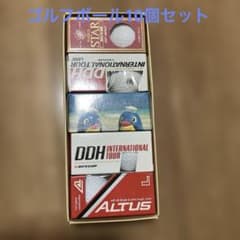 ゴルフボール10個セット
STAR
DDH
INTERNATIONAL
TOUR
DDH INTERNATIONAL
TOUR
ALTUS